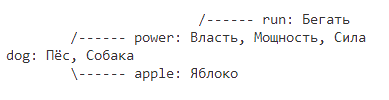 /------ run: Бегать
/------ power: Власть, Мощность, Сила
dog: Пёс, Собака
\------ apple: Яблоко